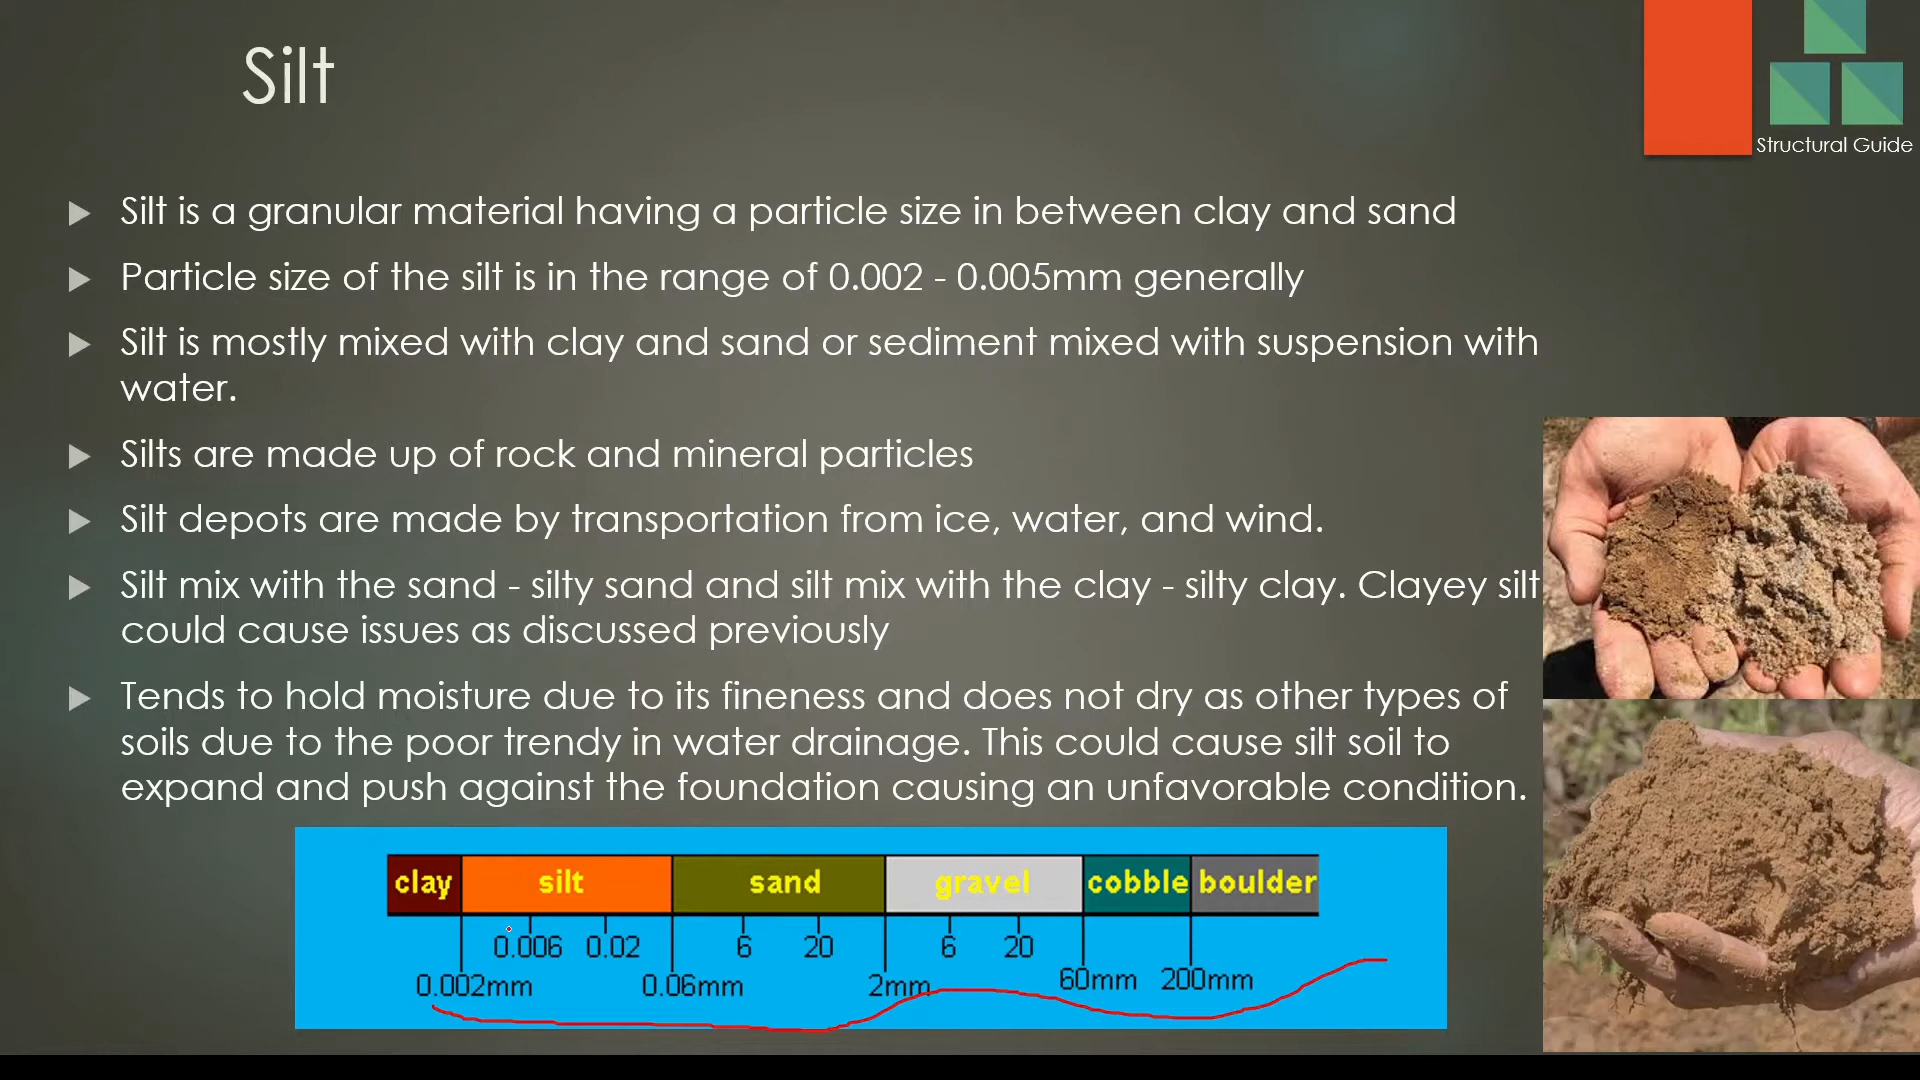 Silt
Structural Guide
Silt is a granular material having a particle size in between clay and sand
Particle size of the silt is in the range of 0.002 - 0.005mm generally
Silt is mostly mixed with clay and sand or sediment mixed with suspension with
water.
Silts are made up of rock and mineral particles
Silt depots are made by transportation from ice, water, and wind.
Silt mix with the sand - silty sand and silt mix with the clay - silty clay. Clayey silt
could cause issues as discussed previously
Tends to hold moisture due to its fineness and does not dry as other types of
soils due to the poor trendy in water drainage. This could cause silt soil to
expand and push against the foundation causing an unfavorable condition.
clay silt sand gravel cobble boulder
0.006 0.02 6 20 6 20
0.002mm 0.06mm 2mm 60mm 200mm